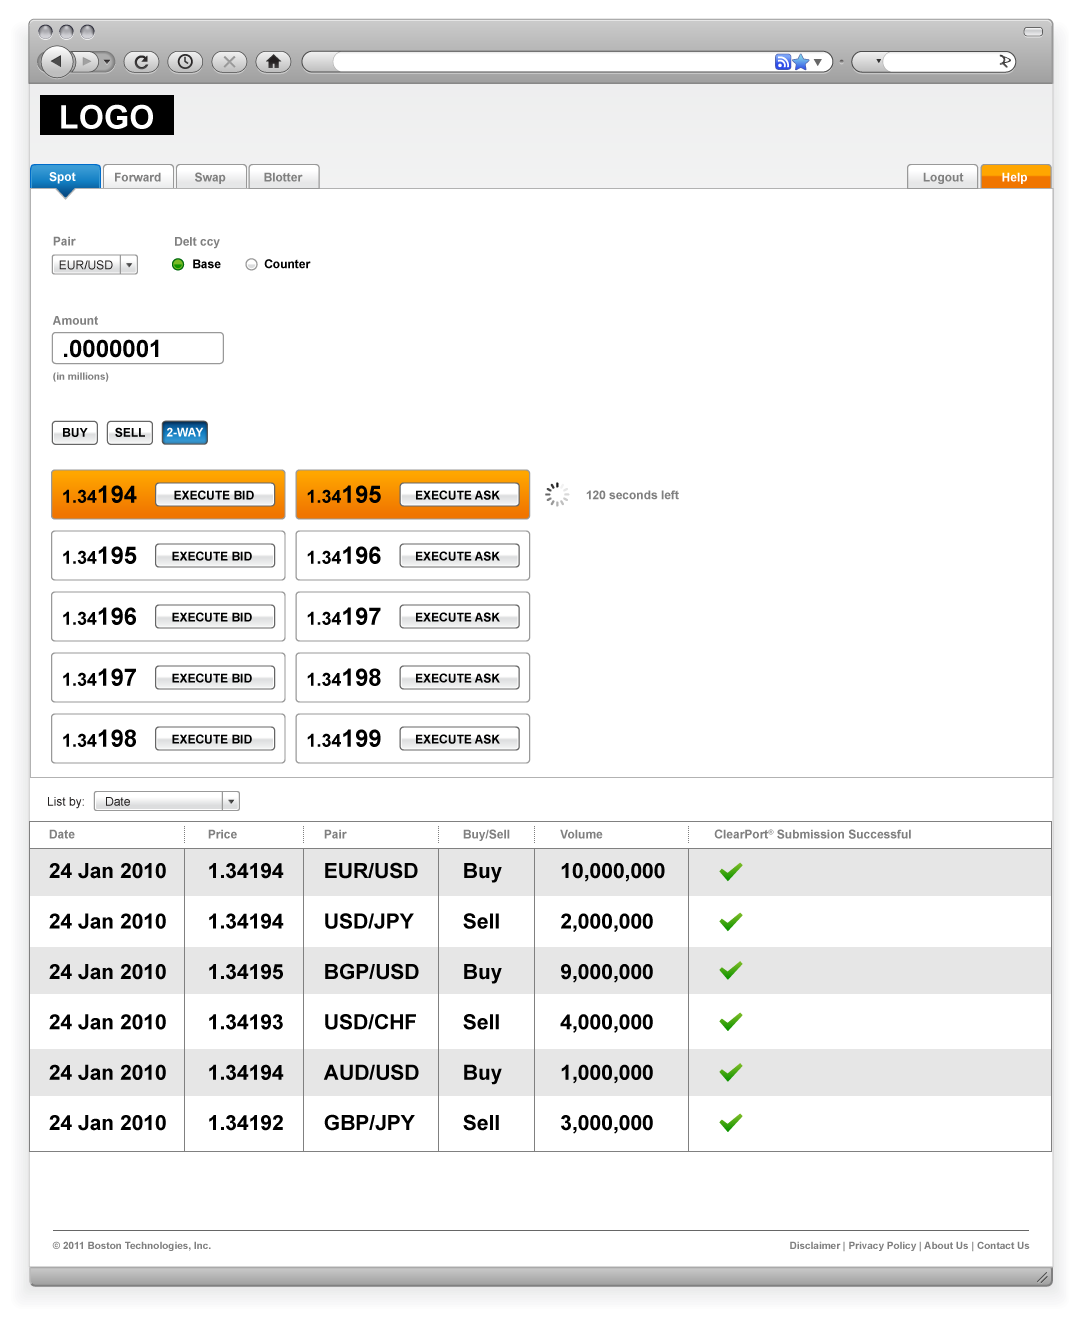 LOGO
Spot Forward Swap Blotter Logout Help
Pair Delt ccy
EUR/USD Base Counter
Amount
.0000001
(in millions)
BUY SELL 2-WAY
1.34194 EXECUTE BID 1.34195 EXECUTE ASK 120 seconds left
1.34195 EXECUTE BID 1.34196 EXECUTE ASK
1.34196 EXECUTE BID 1.34197 EXECUTE ASK
1.34197 EXECUTE BID 1.34198 EXECUTE ASK
1.34198 EXECUTE BID 1.34199 EXECUTE ASK
List by: Date
Date Price Pair Buy/Sell Volume ClearPort® Submission Successful
24 Jan 2010 1.34194 EUR/USD Buy 10,000,000
24 Jan 2010 1.34194 USD/JPY Sell 2,000,000
24 Jan 2010 1.34195 BGP/USD Buy 9,000,000
24 Jan 2010 1.34193 USD/CHF Sell 4,000,000
24 Jan 2010 1.34194 AUD/USD Buy 1,000,000
24 Jan 2010 1.34192 GBP/JPY Sell 3,000,000
© 2011 Boston Technologies, Inc. Disclaimer | Privacy Policy | About Us | Contact Us